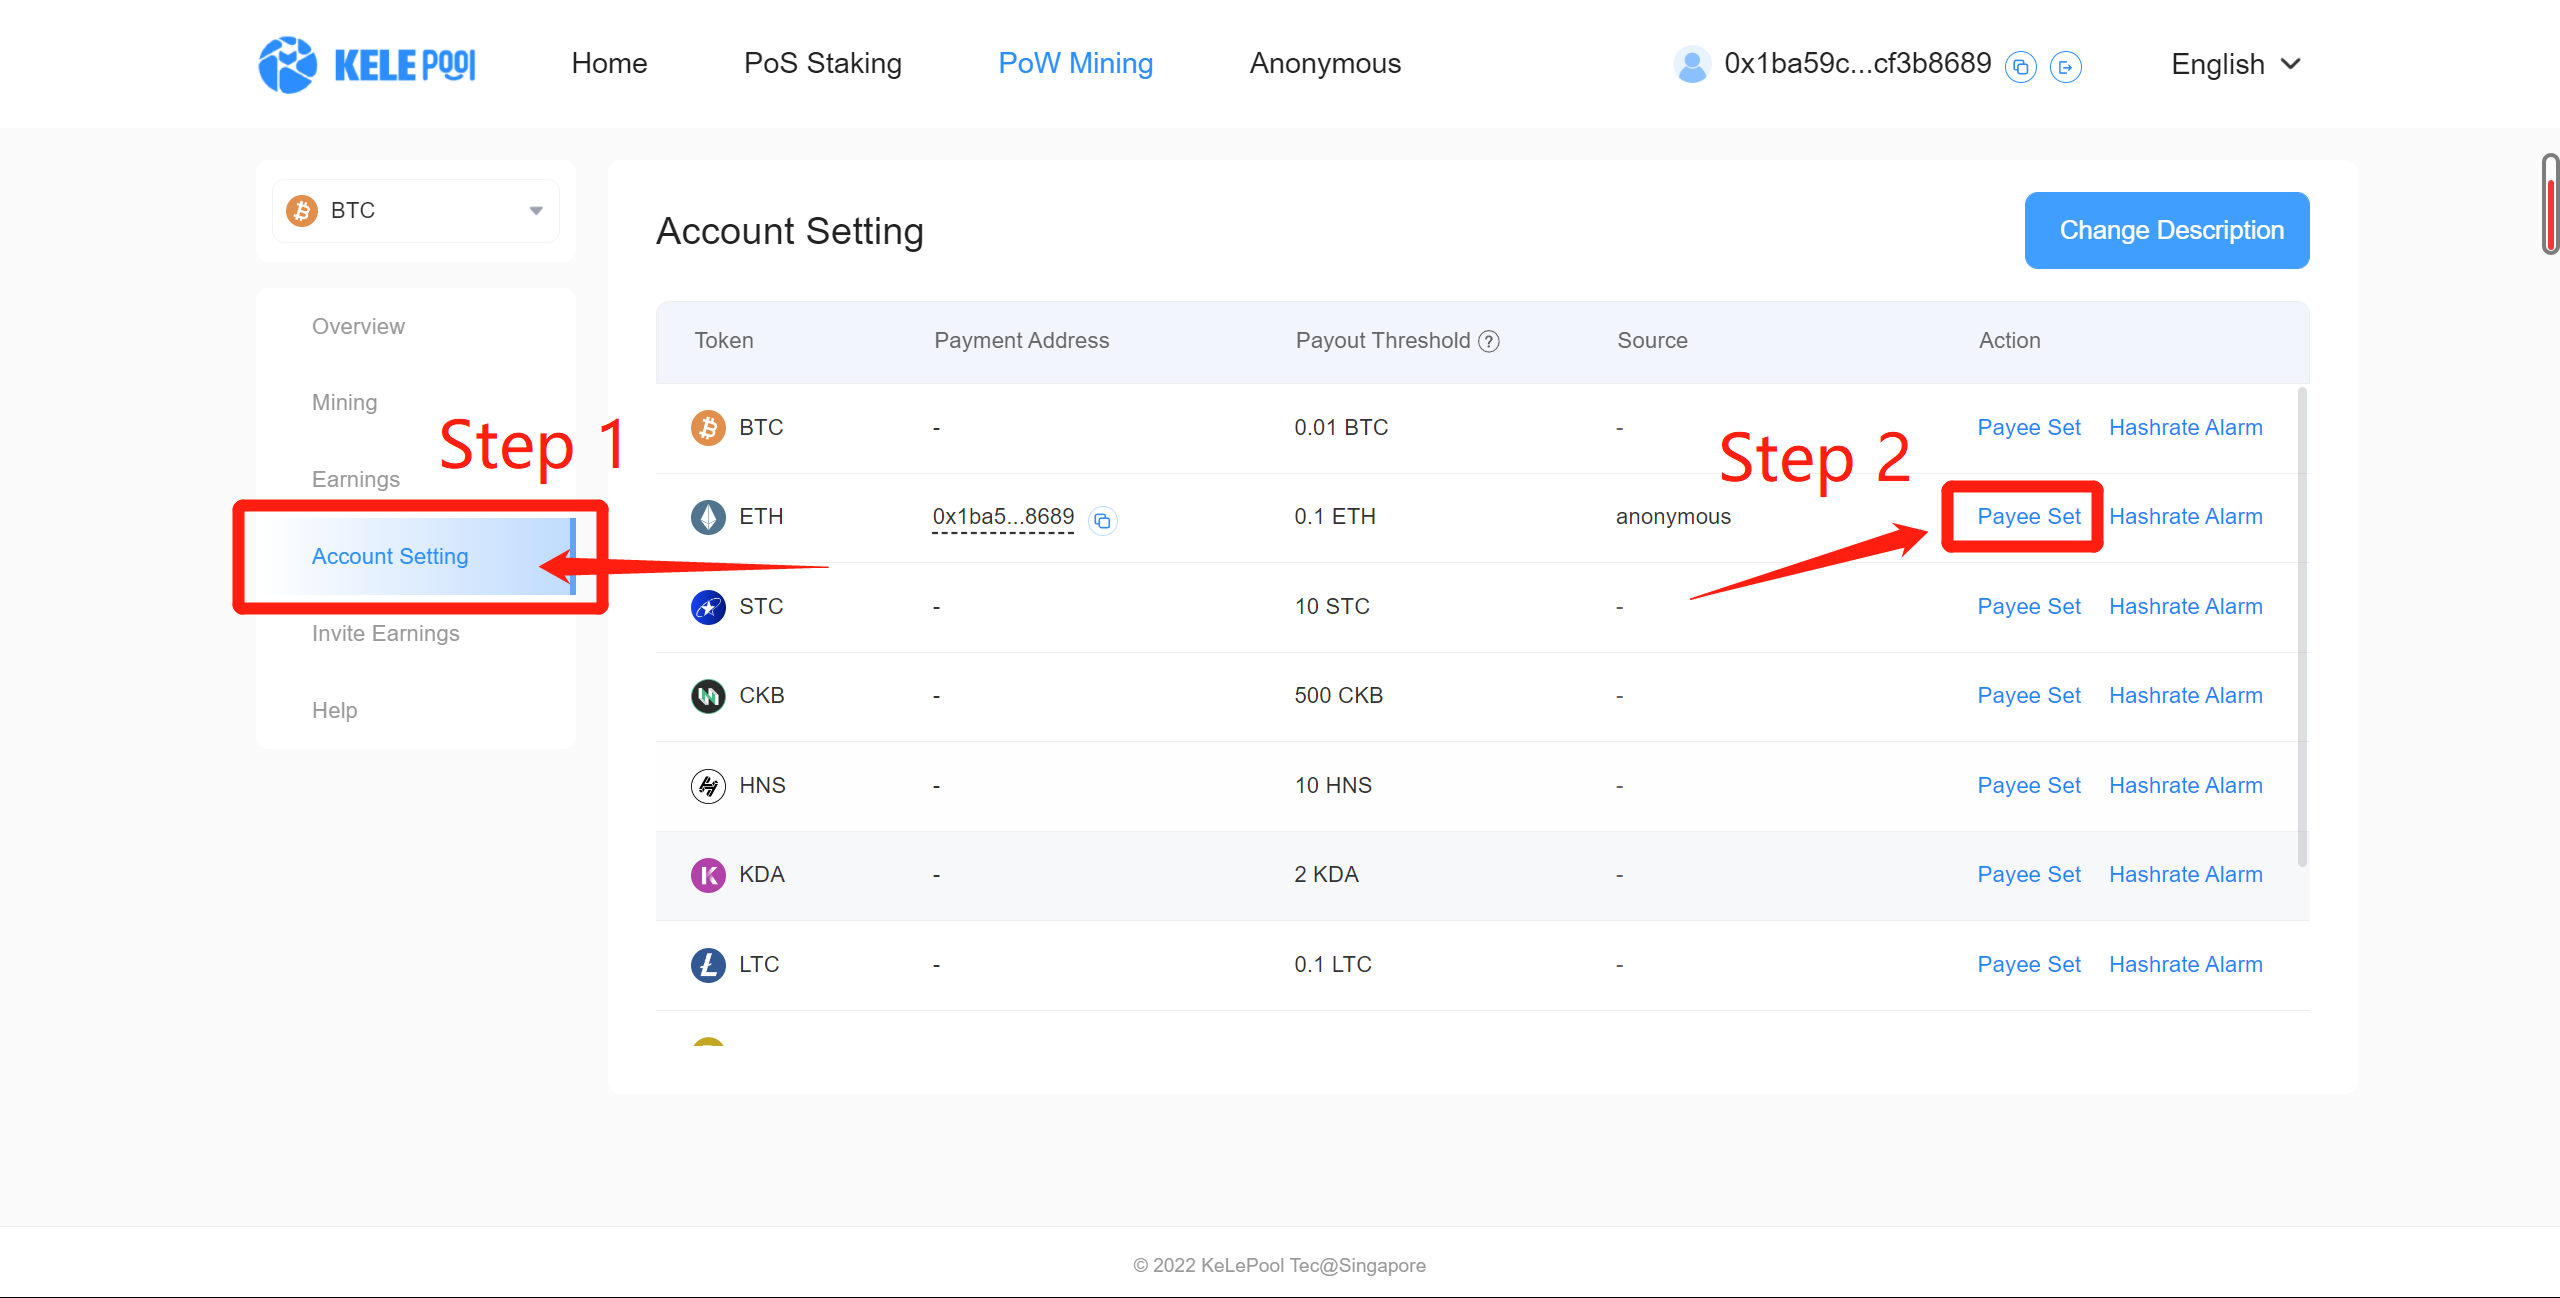 KELE POOL Home PoS Staking PoW Mining Anonymous 0x1ba59c...cf3b8689 English
BTC
Overview
Mining
Earnings
Account Setting
Invite Earnings
Help
Step 1
Account Setting Change Description
Token Payment Address Payout Threshold ? Source Action
BTC - 0.01 BTC - Payee Set Hashrate Alarm
Step 2
ETH 0x1ba5...8689 0.1 ETH anonymous Payee Set Hashrate Alarm
STC - 10 STC - Payee Set Hashrate Alarm
CKB - 500 CKB - Payee Set Hashrate Alarm
HNS - 10 HNS - Payee Set Hashrate Alarm
KDA - 2 KDA - Payee Set Hashrate Alarm
LTC - 0.1 LTC - Payee Set Hashrate Alarm
© 2022 KeLePool Tec@Singapore